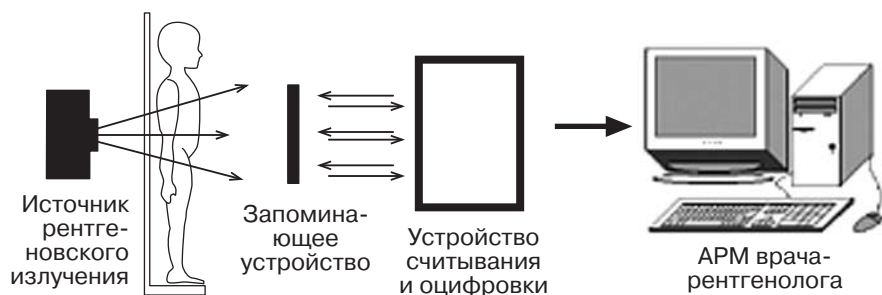 Источник
рентге-
новского
излучения
Запомина-
ющее
устройство
Устройство
считывания
и оцифровки
АРМ врача-
рентгенолога